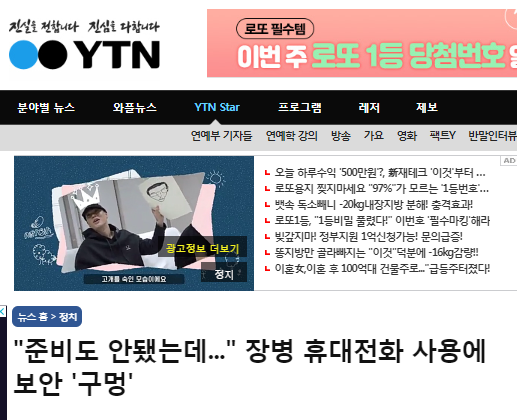 진실을 전합니다 진심을 다합니다
YTN
로또 필수템
이번 주 로또 1등 당첨번호
분야별 뉴스 와플뉴스 YTN Star 프로그램 레저 제보
연예부 기자들 연예학 강의 방송 가요 영화 팩트Y 반말인터뷰
AD
오늘 하루수익 '500만원'?, 新재테크 '이것'부터 ...
로또용지 찢지마세요 "97%"가 모르는 '1등번호'...
뱃속 독소빼니 -20kg내장지방 분해! 충격효과!
로또1등, "1등비밀 풀렸다!" 이번호 '필수마킹'해라
빚갚지마! 정부지원 1억신청가능! 문의급증!
똥지방만 골라빠지는 "이것"덕분에 -16kg감량!!
이혼女,이혼 후 100억대 건물주로..."급등주터졌다!
광고정보 더보기
정지
고개를 숙인 모습이에요
뉴스 홈 > 정치
"준비도 안됐는데..." 장병 휴대전화 사용에
보안 '구멍'